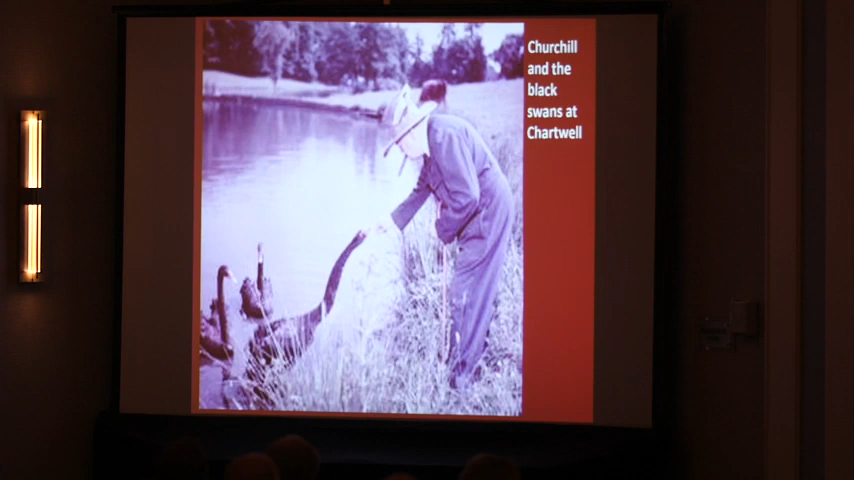 Churchill
and the
black
swans at
Chartwell